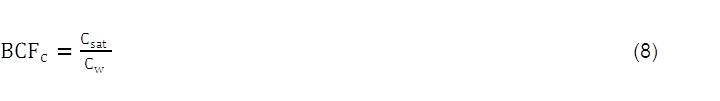 BCF_c = C_sat / C_w (8)